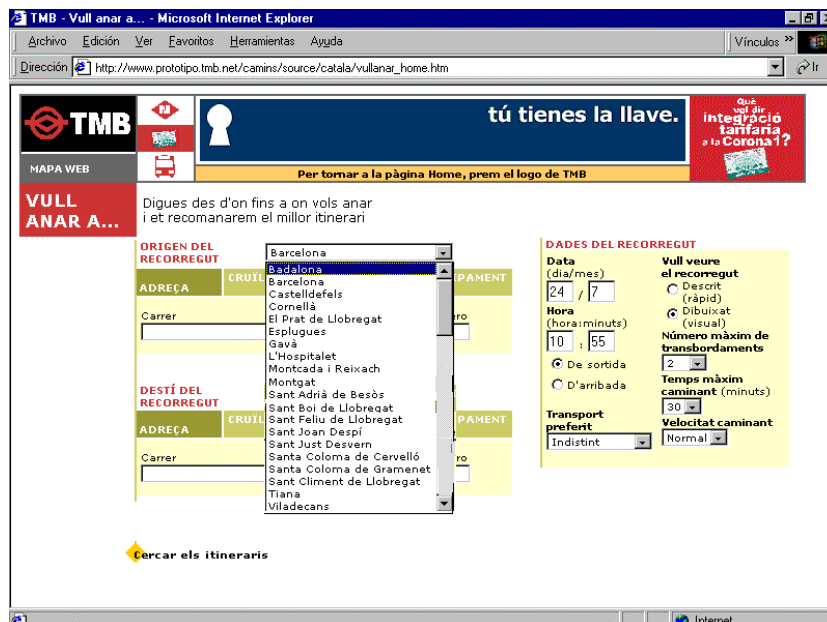 TMB - Vull anar a... - Microsoft Internet Explorer
Archivo Edición Ver Favoritos Herramientas Ayuda
Vínculos »
Dirección http://www.prototipo.tmb.net/camins/source/catala/vullanar_home.htm
Ir
TMB
MAPA WEB
N
tú tienes la llave.
Per tornar a la pàgina Home, prem el logo de TMB
Què
vol dir
integració
tarifaria
a la Corona 1?
VULL
ANAR A...
Digues des d'on fins a on vols anar
i et recomanarem el millor itinerari
ORIGEN DEL
RECORREGUT
Barcelona
ADREÇA
Carrer
Badalona
Barcelona
Castelldefels
Cornellà
El Prat de Llobregat
Esplugues
Gavà
L'Hospitalet
Montcada i Reixach
Montgat
Sant Adrià de Besòs
Sant Boi de Llobregat
Sant Feliu de Llobregat
Sant Joan Despí
Sant Just Desvern
Santa Coloma de Cervelló
Santa Coloma de Gramenet
Sant Climent de Llobregat
Tiana
Viladecans
DESTÍ DEL
RECORREGUT
ADREÇA
Carrer
DADES DEL RECORREGUT
Data
(dia/mes)
24 / 7
Hora
(hora:minuts)
10 : 55
De sortida
D'arribada
Transport
preferit
Indistint
Vull veure
el recorregut
Descrit
(ràpid)
Dibuixat
(visual)
Número màxim de
transbordaments
2
Temps màxim
caminant (minuts)
30
Velocitat caminant
Normal
Cercar els itineraris
Internet